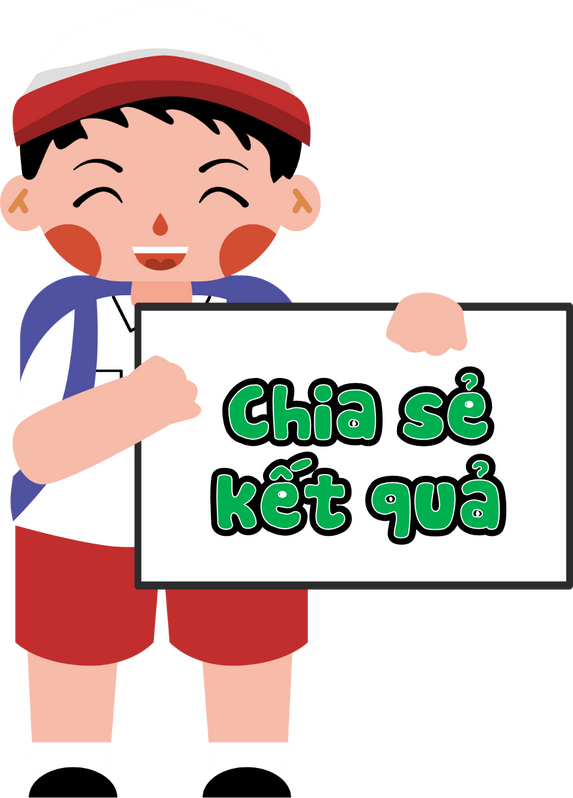 Chia sẻ
kết quả